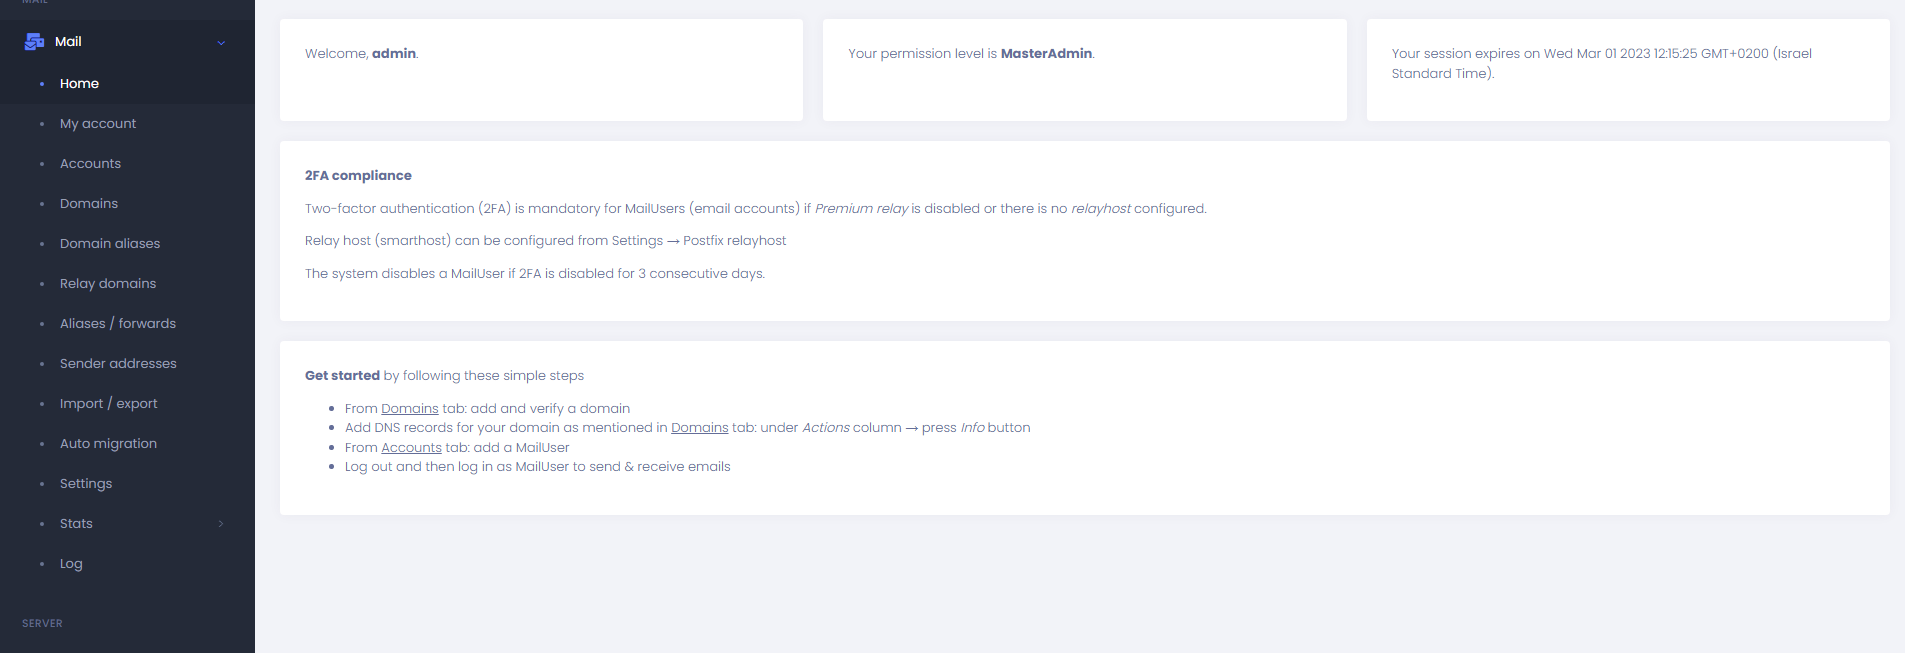 MAIL
Mail
Home
My account
Accounts
Domains
Domain aliases
Relay domains
Aliases / forwards
Sender addresses
Import / export
Auto migration
Settings
Stats
Log
SERVER
Welcome, admin.
Your permission level is MasterAdmin.
Your session expires on Wed Mar 01 2023 12:15:25 GMT+0200 (Israel
Standard Time).
2FA compliance
Two-factor authentication (2FA) is mandatory for MailUsers (email accounts) if Premium relay is disabled or there is no relayhost configured.
Relay host (smarthost) can be configured from Settings → Postfix relayhost
The system disables a MailUser if 2FA is disabled for 3 consecutive days.
Get started by following these simple steps
From Domains tab: add and verify a domain
Add DNS records for your domain as mentioned in Domains tab: under Actions column → press Info button
From Accounts tab: add a MailUser
Log out and then log in as MailUser to send & receive emails